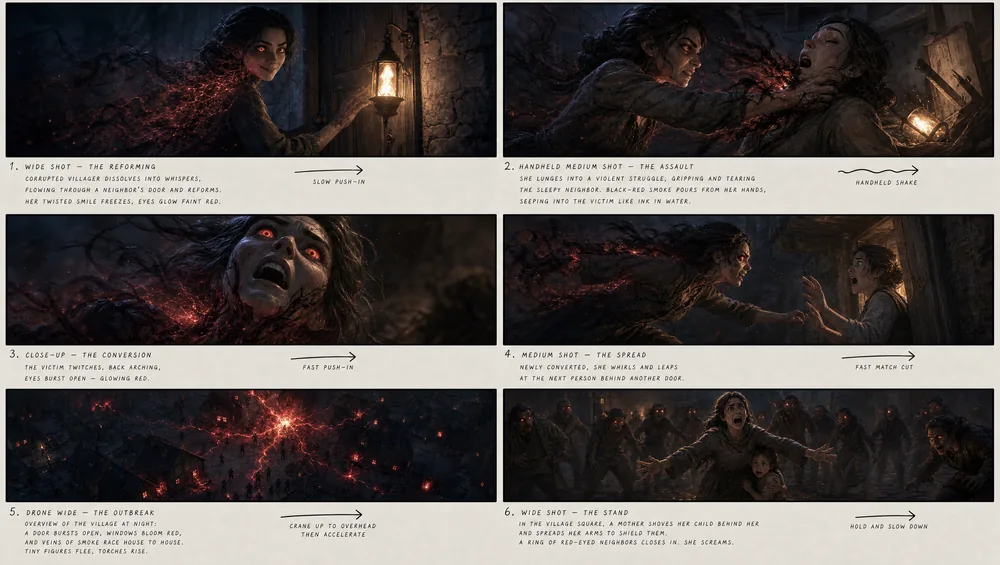 1. WIDE SHOT – THE REFORMING
CORRUPTED VILLAGER DISSOLVES INTO WHISPERS,
FLOWING THROUGH A NEIGHBOR'S DOOR AND REFORMS.
HER TWISTED SMILE FREEZES, EYES GLOW FAINT RED.
SLOW PUSH-IN
2. HANDHELD MEDIUM SHOT – THE ASSAULT
SHE LUNGES INTO A VIOLENT STRUGGLE, GRIPPING AND TEARING
THE SLEEPY NEIGHBOR. BLACK-RED SMOKE POURS FROM HER HANDS,
SEEPING INTO THE VICTIM LIKE INK IN WATER.
HANDHELD SHAKE
3. CLOSE-UP – THE CONVERSION
THE VICTIM TWITCHES, BACK ARCHING,
EYES BURST OPEN – GLOWING RED.
FAST PUSH-IN
4. MEDIUM SHOT – THE SPREAD
NEWLY CONVERTED, SHE WHIRLS AND LEAPS
AT THE NEXT PERSON BEHIND ANOTHER DOOR.
FAST MATCH CUT
5. DRONE WIDE – THE OUTBREAK
OVERVIEW OF THE VILLAGE AT NIGHT:
A DOOR BURSTS OPEN, WINDOWS BLOOM RED,
AND VEINS OF SMOKE RACE HOUSE TO HOUSE.
TINY FIGURES FLEE, TORCHES RISE.
CRANE UP TO OVERHEAD
THEN ACCELERATE
6. WIDE SHOT – THE STAND
IN THE VILLAGE SQUARE, A MOTHER SHOVES HER CHILD BEHIND HER
AND SPREADS HER ARMS TO SHIELD THEM.
A RING OF RED-EYED NEIGHBORS CLOSES IN. SHE SCREAMS.
HOLD AND SLOW DOWN